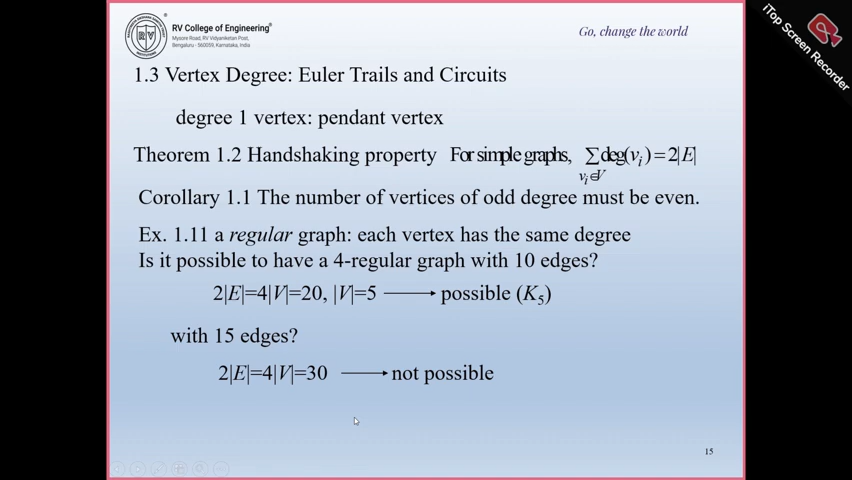 RV College of Engineering®
Mysore Road, RV Vidyaniketan Post,
Bengaluru - 560059, Karnataka, India
Go, change the world
iTop Screen Recorder
1.3 Vertex Degree: Euler Trails and Circuits
degree 1 vertex: pendant vertex
Theorem 1.2 Handshaking property For simple graphs, ∑deg(vᵢ)=2|E|
vᵢ∈V
Corollary 1.1 The number of vertices of odd degree must be even.
Ex. 1.11 a regular graph: each vertex has the same degree
Is it possible to have a 4-regular graph with 10 edges?
2|E|=4|V|=20, |V|=5 ⟶ possible (K₅)
with 15 edges?
2|E|=4|V|=30 ⟶ not possible
15